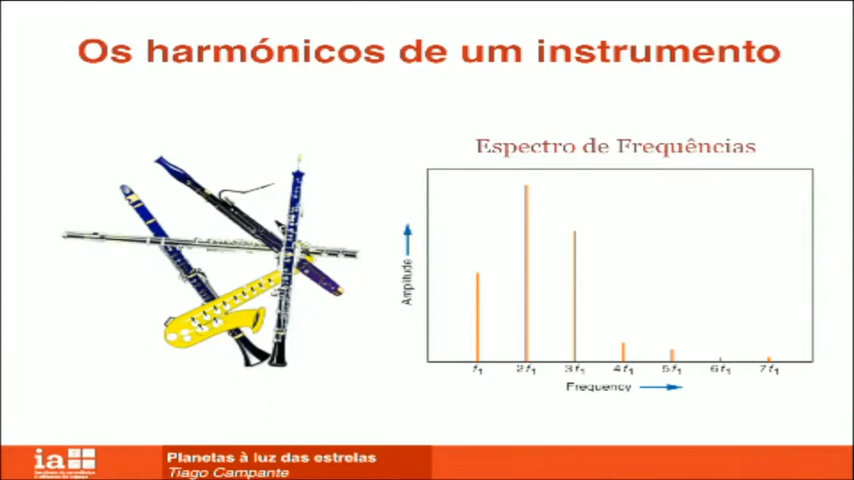 Os harmónicos de um instrumento
Espectro de Frequências
Amplitude
f1
2f1
3f1
4f1
5f1
6f1
7f1
Frequency
ia
Planetas à luz das estrelas
Tiago Campante